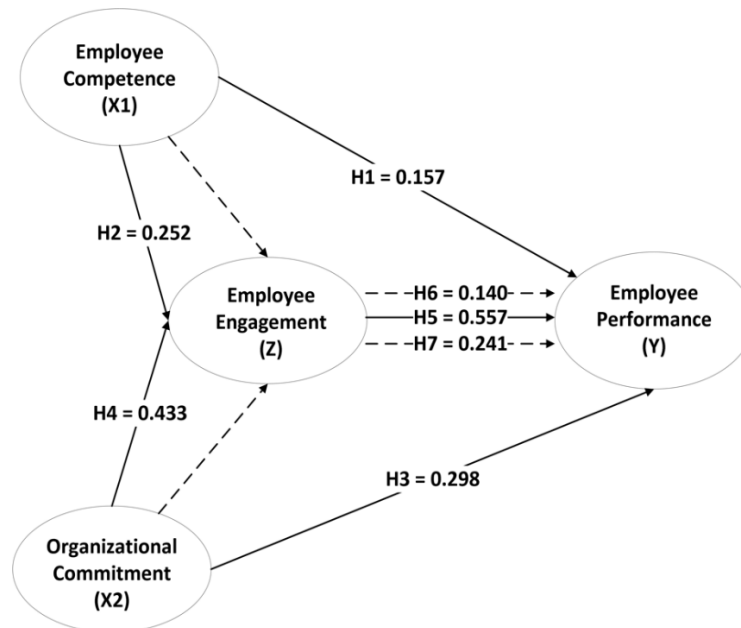 Employee
Competence
(X1)
H1 = 0.157
H2 = 0.252
Employee
Engagement
(Z)
H6 = 0.140
H5 = 0.557
H7 = 0.241
Employee
Performance
(Y)
H4 = 0.433
H3 = 0.298
Organizational
Commitment
(X2)